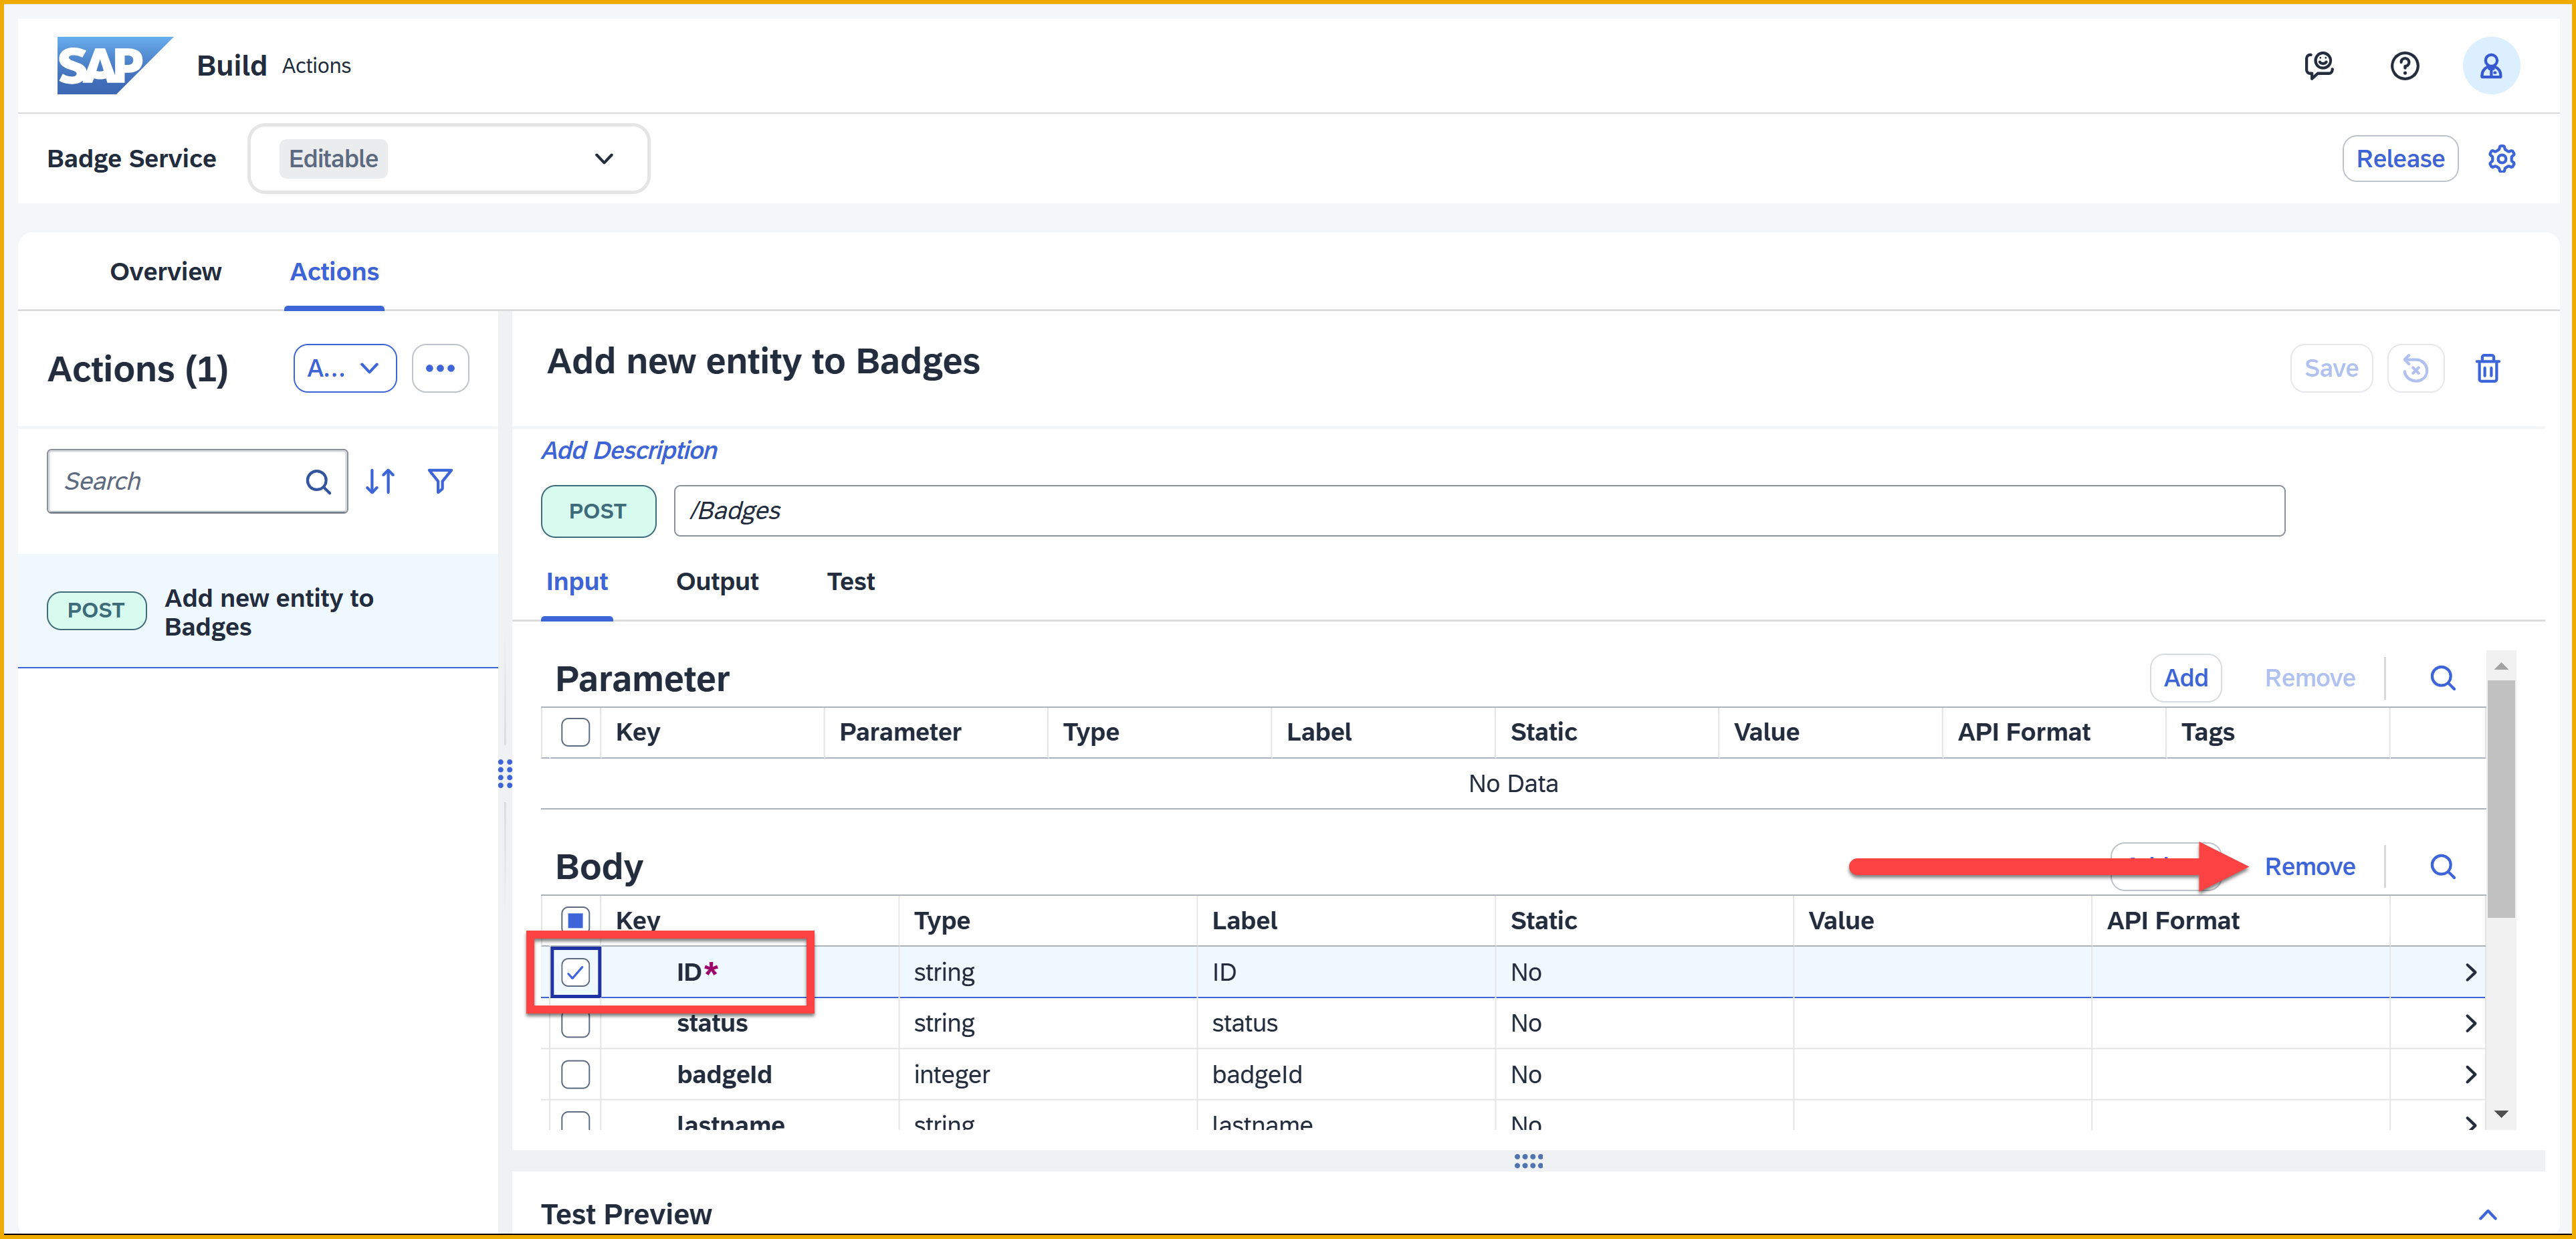 SAP Build Actions
Badge Service Editable Release
Overview Actions
Actions (1) A... Add new entity to Badges Save
Add Description
Search
POST /Badges
Input Output Test
POST Add new entity to
Badges
Parameter Add Remove
Key Parameter Type Label Static Value API Format Tags
No Data
Body Remove
Key Type Label Static Value API Format
ID* string ID No
status string status No
badgeId integer badgeId No
lastname string lastname No
Test Preview